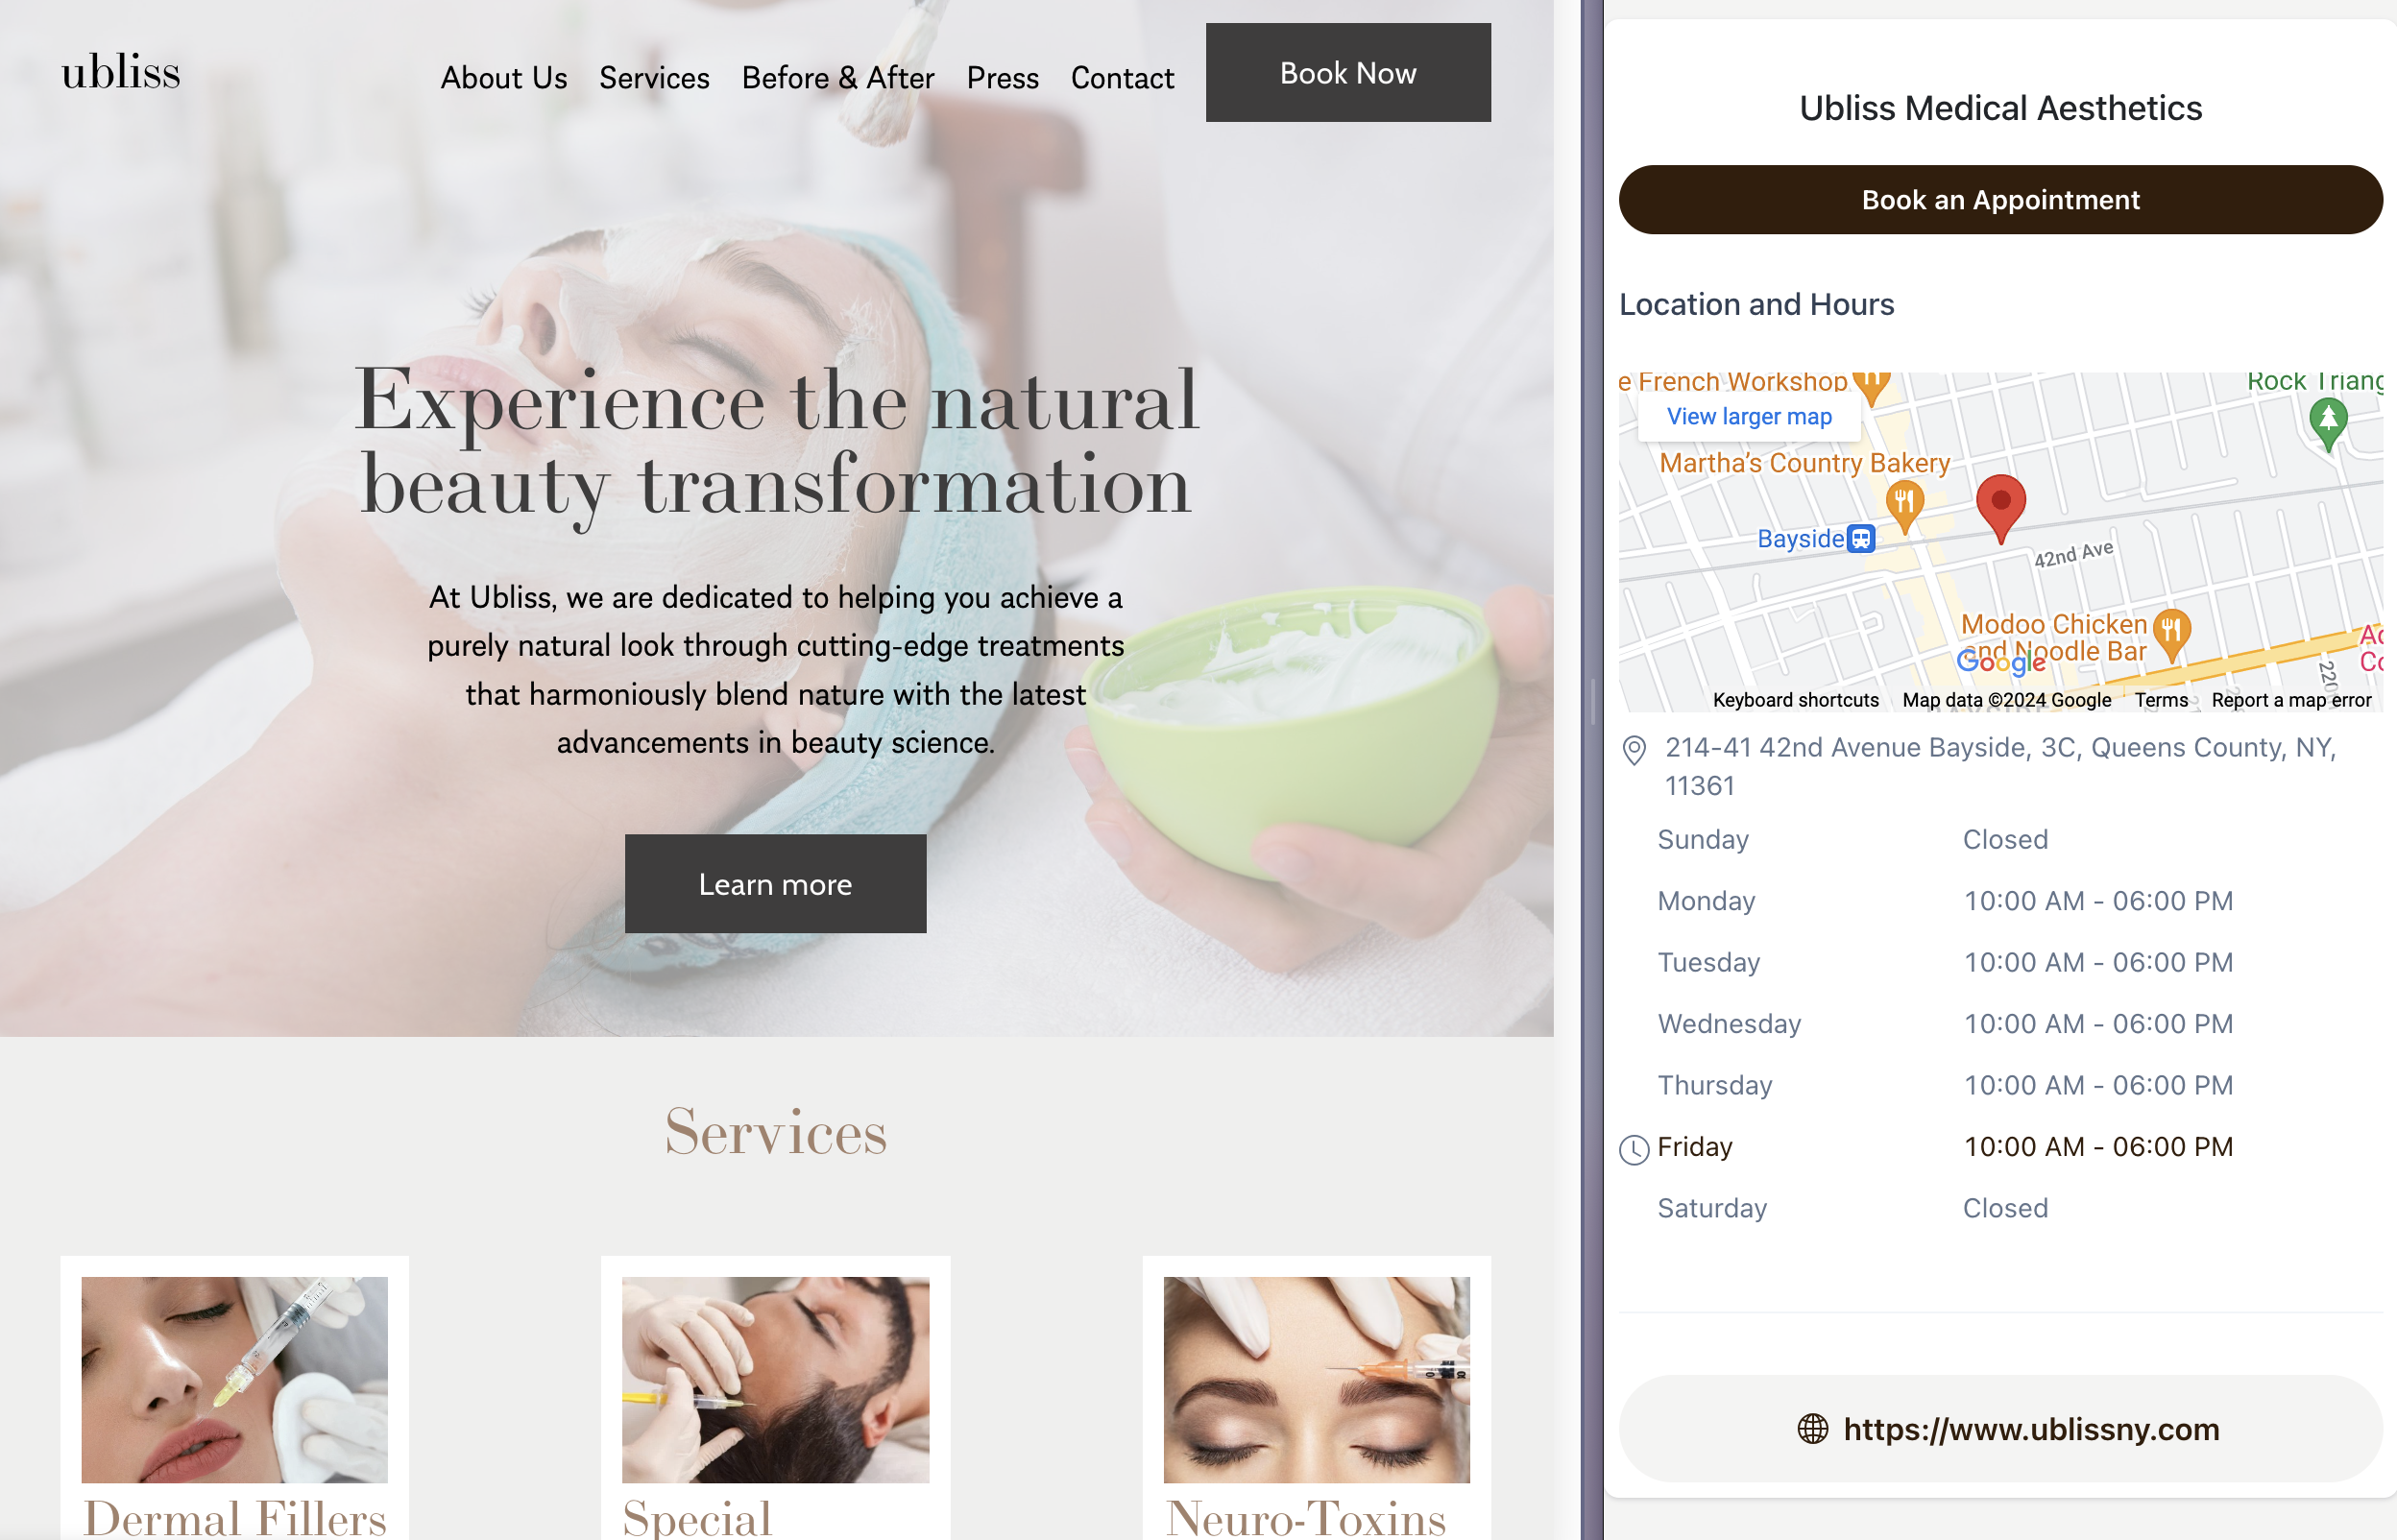 ubliss
About Us
Services
Before & After
Press
Contact
Book Now
Experience the natural
beauty transformation
At Ubliss, we are dedicated to helping you achieve a
purely natural look through cutting-edge treatments
that harmoniously blend nature with the latest
advancements in beauty science.
Learn more
Services
Dermal Fillers
Special
Neuro-Toxins
Ubliss Medical Aesthetics
Book an Appointment
Location and Hours
e French Workshop
Rock Triang
View larger map
Martha's Country Bakery
Bayside
42nd Ave
Modoo Chicken
and Noodle Bar
Google
Keyboard shortcuts
Map data ©2024 Google
Terms
Report a map error
214-41 42nd Avenue Bayside, 3C, Queens County, NY,
11361
Sunday Closed
Monday 10:00 AM - 06:00 PM
Tuesday 10:00 AM - 06:00 PM
Wednesday 10:00 AM - 06:00 PM
Thursday 10:00 AM - 06:00 PM
Friday 10:00 AM - 06:00 PM
Saturday Closed
https://www.ublissny.com